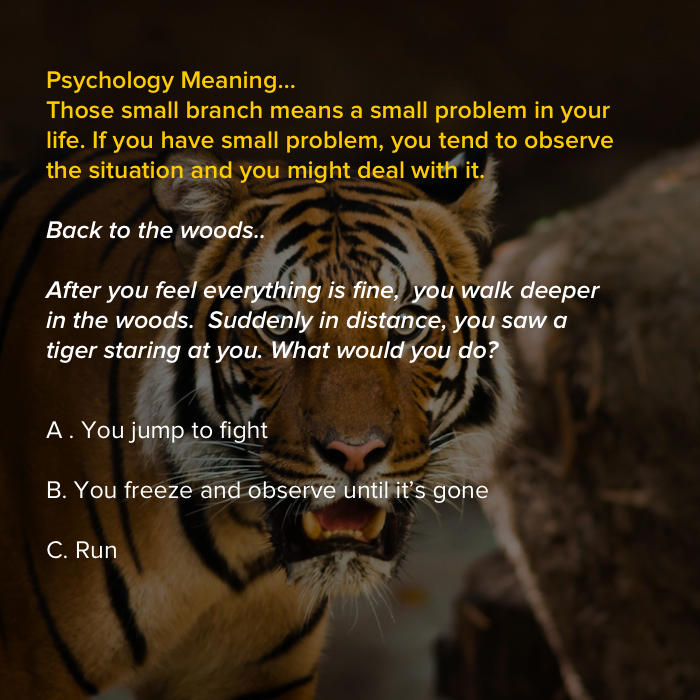 Psychology Meaning...
Those small branch means a small problem in your
life. If you have small problem, you tend to observe
the situation and you might deal with it.
Back to the woods..
After you feel everything is fine,  you walk deeper
in the woods.  Suddenly in distance, you saw a
tiger staring at you. What would you do?
A . You jump to fight
B. You freeze and observe until it’s gone
C. Run